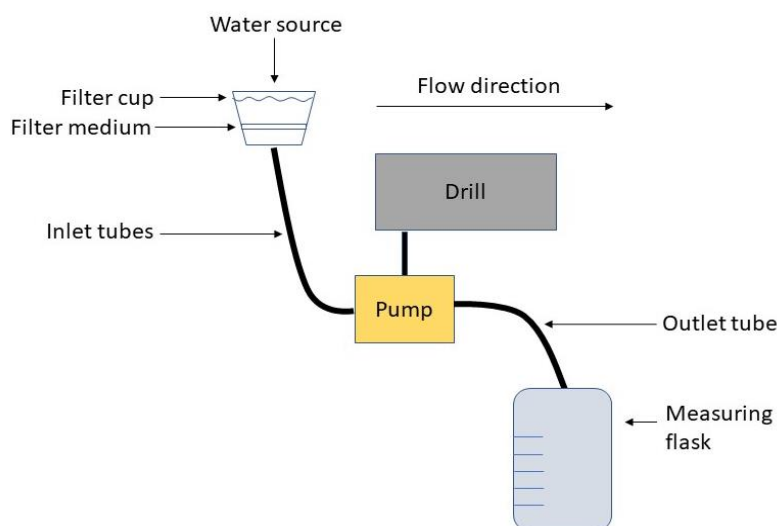 Water source
Filter cup
Filter medium
Flow direction
Drill
Inlet tubes
Pump
Outlet tube
Measuring
flask